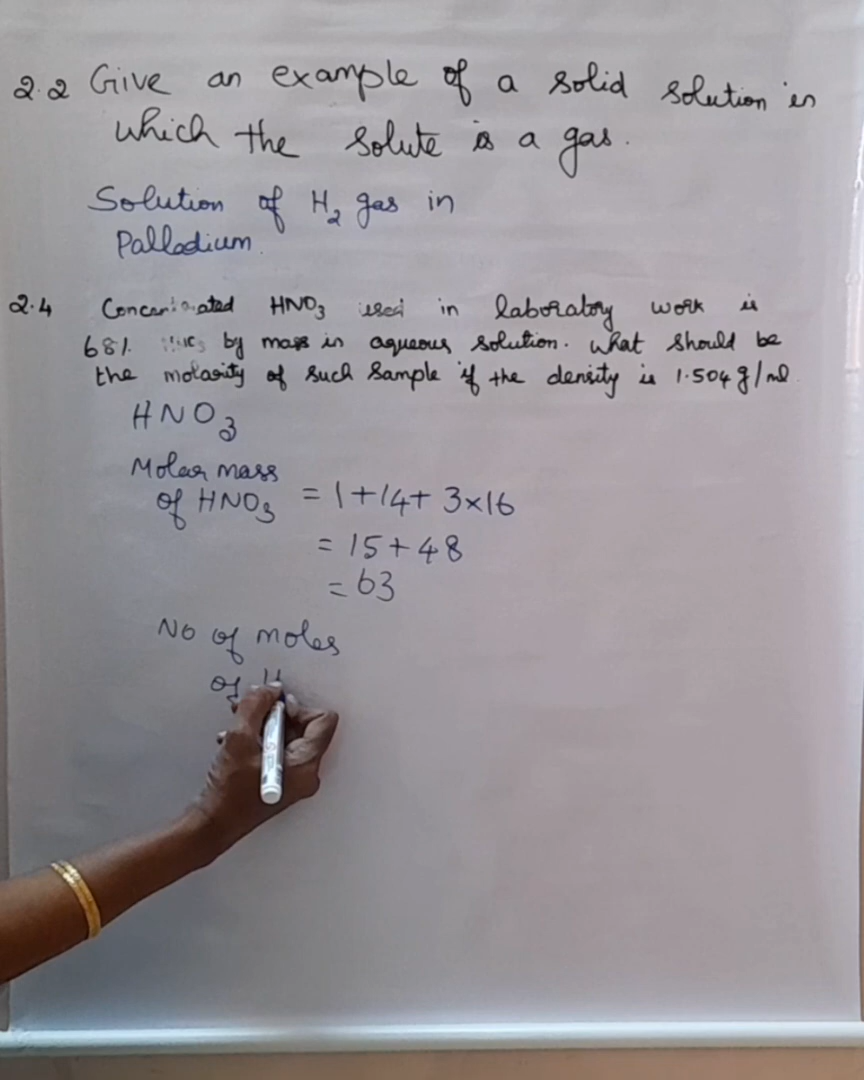 2.2 Give an example of a solid solution in
which the solute is a gas.
Solution of H₂ gas in
Palladium.
2.4 HNO₃ used in laboratory work is
68% by mass in aqueous solution. What should be
the molarity of such sample if the density is 1.504 g/ml
HNO₃
Molar mass
of HNO₃ = 1+14+ 3×16
= 15+48
= 63
No of moles
of